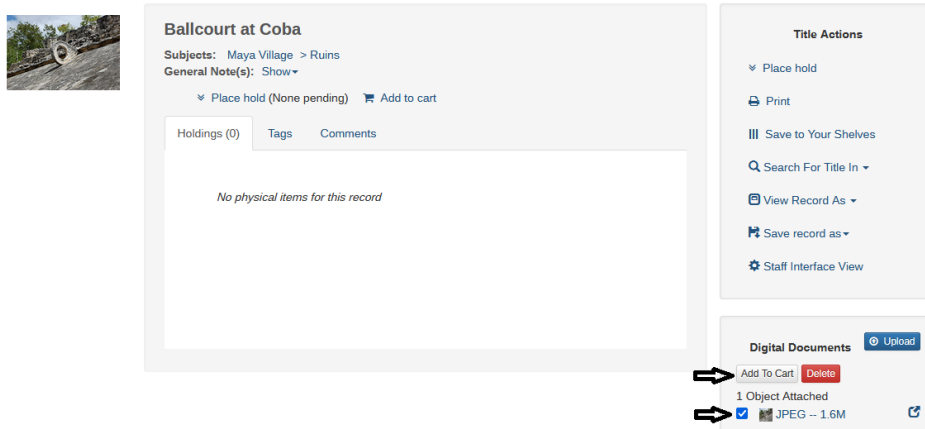 Ballcourt at Coba
Subjects: Maya Village > Ruins
General Note(s): Show
Place hold (None pending) Add to cart
Holdings (0) Tags Comments
No physical items for this record
Title Actions
Place hold
Print
Save to Your Shelves
Search For Title In
View Record As
Save record as
Staff Interface View
Digital Documents Upload
Add To Cart Delete
1 Object Attached
JPEG -- 1.6M